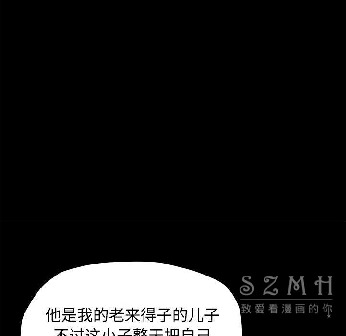 SZMH
致爱看漫画的你
他是我的老来得子的儿子
不过这小子整天把自己